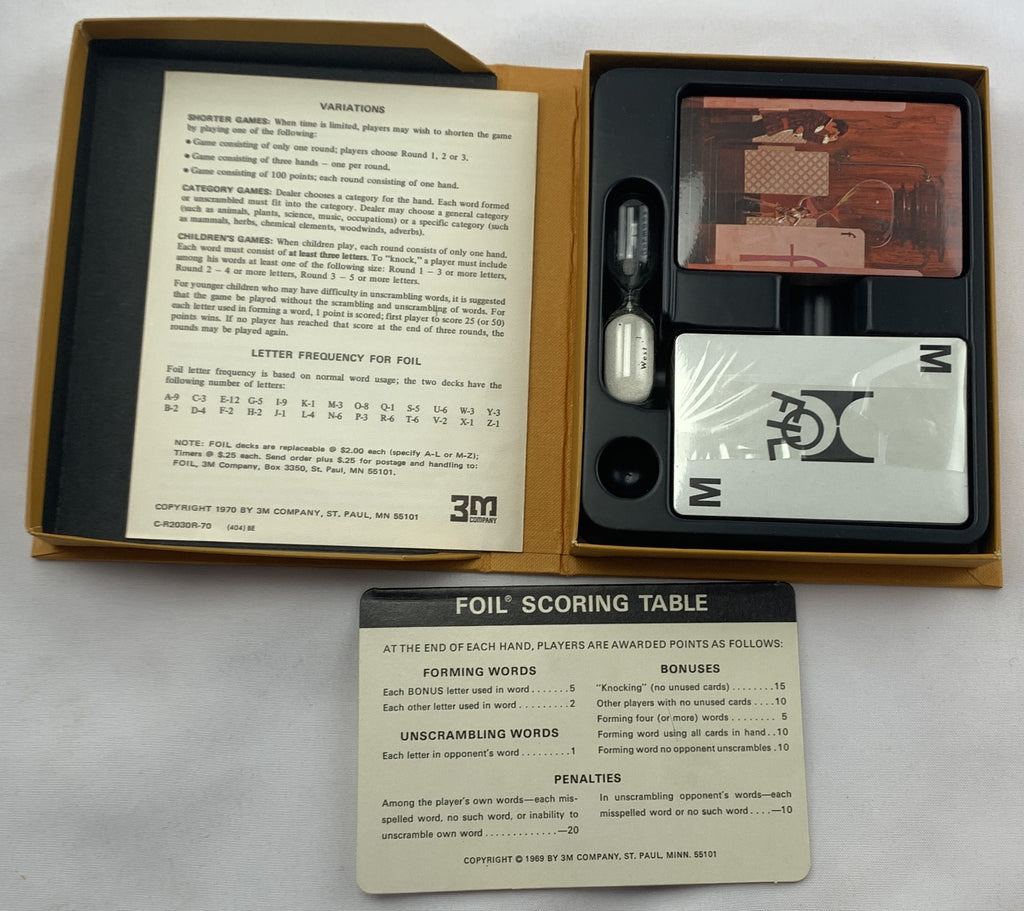 VARIATIONS
SHORTER GAMES: When time is limited, players may wish to shorten the game
by playing one of the following:
• Game consisting of only one round; players choose Round 1, 2 or 3.
• Game consisting of three hands – one per round.
• Game consisting of 100 points; each round consisting of one hand.
CATEGORY GAMES: Dealer chooses a category for the hand. Each word formed
or unscrambled must fit into the category. Dealer may choose a general category
(such as animals, plants, science, music, occupations) or a specific category (such
as mammals, herbs, chemical elements, woodwinds, adverbs).
CHILDREN'S GAMES: When children play, each round consists of only one hand.
Each word must consist of at least three letters. To "knock," a player must include
among his words at least one of the following size: Round 1 – 3 or more letters,
Round 2 – 4 or more letters, Round 3 – 5 or more letters.
For younger children who may have difficulty in unscrambling words, it is suggested
that the game be played without the scrambling and unscrambling of words. For
each letter used in forming a word, 1 point is scored; first player to score 25 (or 50)
points wins. If no player has reached that score at the end of three rounds, the
rounds may be played again.
LETTER FREQUENCY FOR FOIL
Foil letter frequency is based on normal word usage; the two decks have the
following number of letters:
A-9 C-3 E-12 G-5 I-9 K-1 M-3 O-8 Q-1 S-5 U-6 W-3 Y-3
B-2 D-4 F-2 H-2 J-1 L-4 N-6 P-3 R-6 T-6 V-2 X-1 Z-1
NOTE: FOIL decks are replaceable @ $2.00 each (specify A-L or M-Z);
Timers @ $.25 each. Send order plus $.25 for postage and handling to:
FOIL, 3M Company, Box 3350, St. Paul, MN 55101.
COPYRIGHT 1970 BY 3M COMPANY, ST. PAUL, MN 55101
C-R2030R-70 (404) BE
3M
COMPANY
f
West
M
FOIL
M
FOIL® SCORING TABLE
AT THE END OF EACH HAND, PLAYERS ARE AWARDED POINTS AS FOLLOWS:
FORMING WORDS
Each BONUS letter used in word.......5
Each other letter used in word.........2
UNSCRAMBLING WORDS
Each letter in opponent's word.........1
BONUSES
"Knocking" (no unused cards)........15
Other players with no unused cards....10
Forming four (or more) words........ 5
Forming word using all cards in hand..10
Forming word no opponent unscrambles.10
PENALTIES
Among the player's own words—each mis-
spelled word, no such word, or inability to
unscramble own word.............—20
In unscrambling opponent's words—each
misspelled word or no such word....—10
COPYRIGHT © 1969 BY 3M COMPANY, ST. PAUL, MINN. 55101